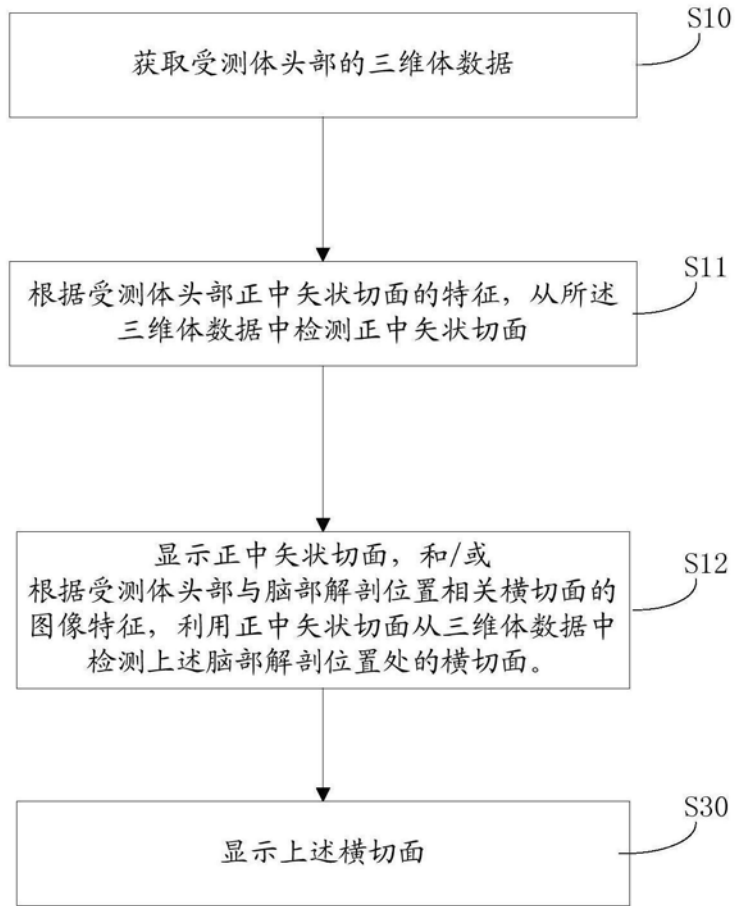 S10
获取受测体头部的三维体数据
S11
根据受测体头部正中矢状切面的特征，从所述
三维体数据中检测正中矢状切面
S12
显示正中矢状切面，和/或
根据受测体头部与脑部解剖位置相关横切面的
图像特征，利用正中矢状切面从三维体数据中
检测上述脑部解剖位置处的横切面。
S30
显示上述横切面